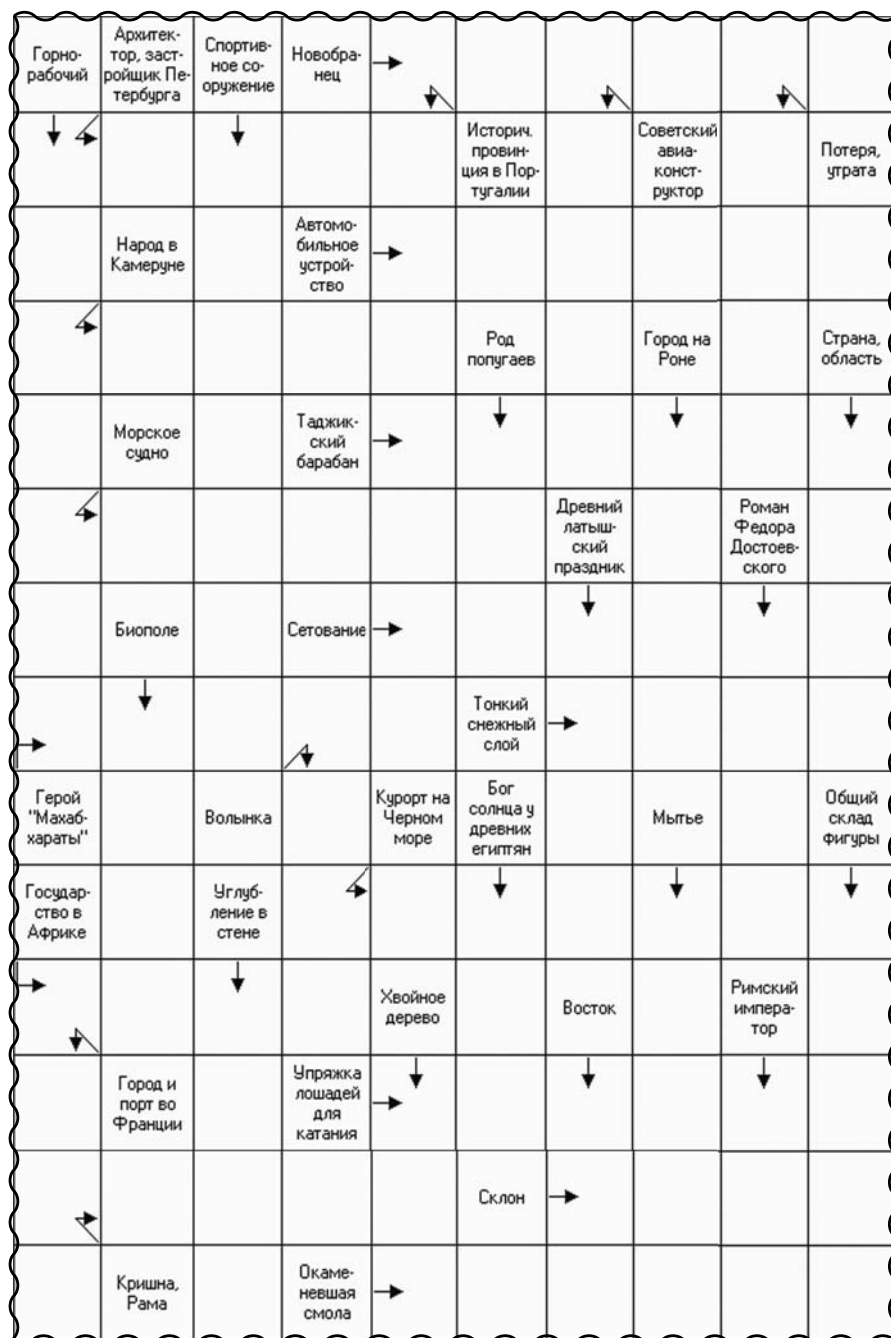 Горно-
рабочий
Архитек-
тор, заст-
ройщик Пе-
тербурга
Спортив-
ное со-
оружение
Новобра-
нец
Историч.
провин-
ция в Пор-
тугалии
Советский
авиа-
конст-
руктор
Потеря,
утрата
Народ в
Камеруне
Автомо-
бильное
устрой-
ство
Род
попугаев
Город на
Роне
Страна,
область
Морское
судно
Таджик-
ский
барабан
Древний
латыш-
ский
праздник
Роман
Федора
Достоев-
ского
Биополе
Сетование
Тонкий
снежный
слой
Герой
"Махаб-
хараты"
Волынка
Курорт на
Черном
море
Бог
солнца у
древних
египтян
Мытье
Общий
склад
фигуры
Государ-
ство в
Африке
Углуб-
ление в
стене
Хвойное
дерево
Восток
Римский
импера-
тор
Город и
порт во
Франции
Упряжка
лошадей
для
катания
Склон
Кришна,
Рама
Окаме-
невшая
смола